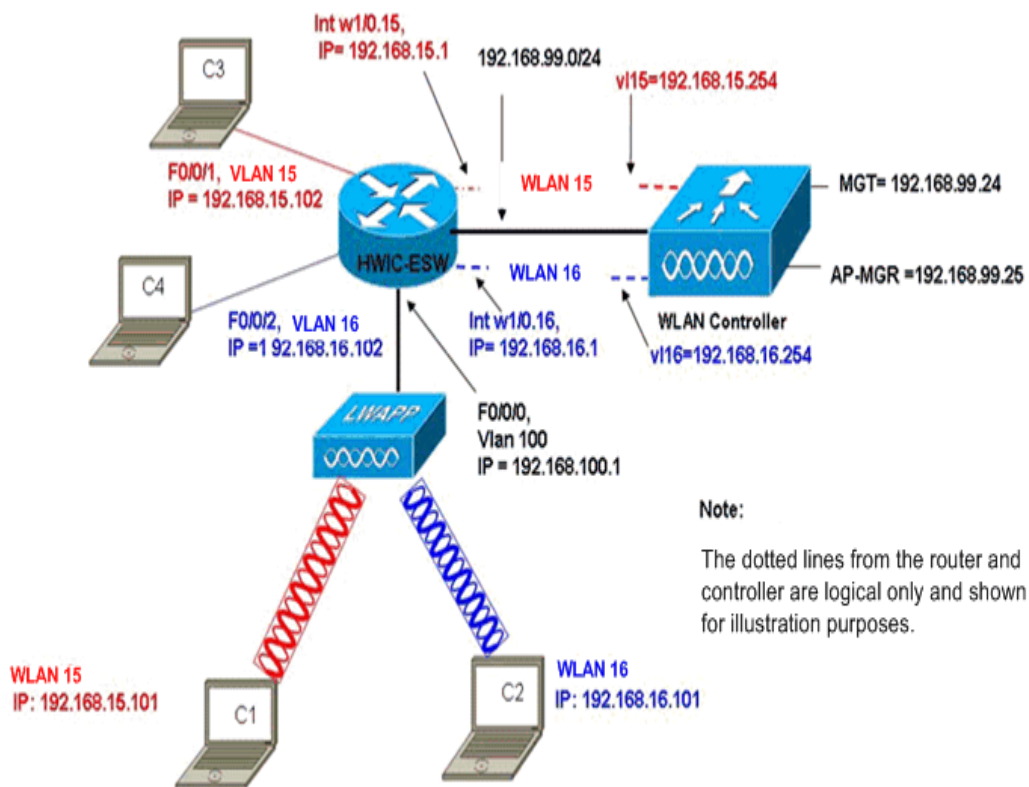 C3
Int w1/0.15,
IP= 192.168.15.1
192.168.99.0/24
vl15=192.168.15.254
F0/0/1, VLAN 15
IP = 192.168.15.102
WLAN 15
MGT= 192.168.99.24
HWIC-ESW
WLAN 16
AP-MGR =192.168.99.25
C4
F0/0/2, VLAN 16
IP =1 92.168.16.102
Int w1/0.16,
IP= 192.168.16.1
WLAN Controller
vl16=192.168.16.254
LWAPP
F0/0/0,
Vlan 100
IP = 192.168.100.1
Note:
The dotted lines from the router and
controller are logical only and shown
for illustration purposes.
WLAN 15
IP: 192.168.15.101
C1
C2
WLAN 16
IP: 192.168.16.101